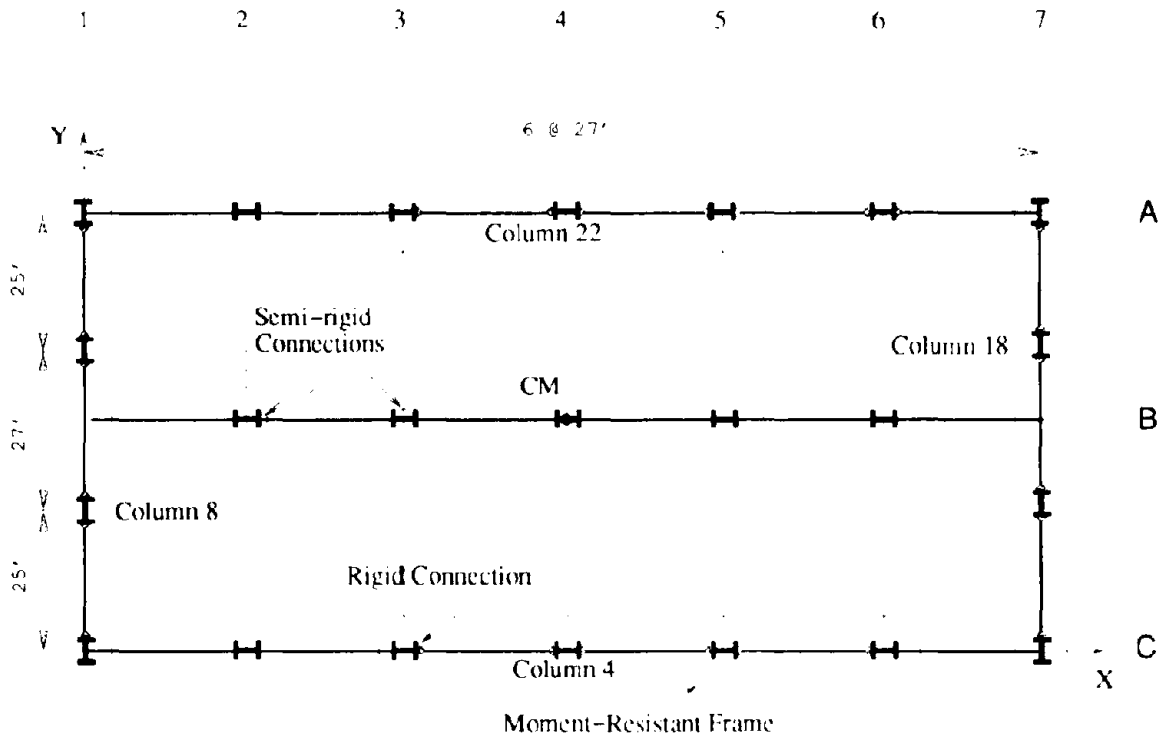 1 2 3 4 5 6 7
Y
6 @ 27'
A
Column 22
25'
Semi-rigid
Connections
Column 18
CM
B
27'
Column 8
Rigid Connection
25'
C
Column 4
X
Moment-Resistant Frame